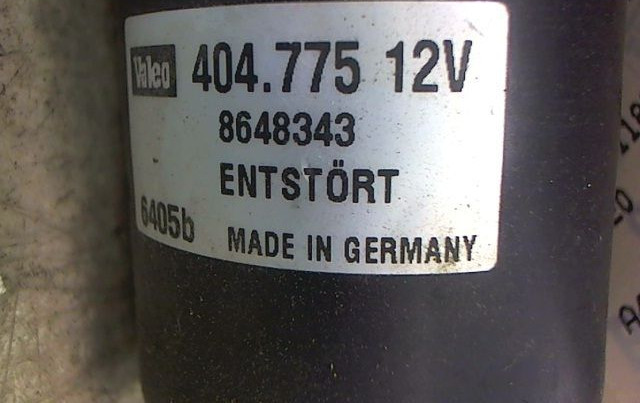 Valeo 404.775 12V
8648343
ENTSTÖRT
6405b MADE IN GERMANY